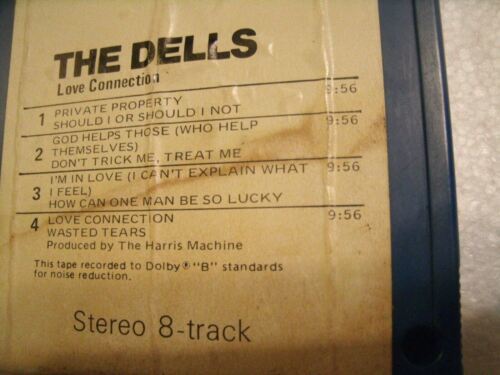 THE DELLS
Love Connection
1 PRIVATE PROPERTY 9:56
SHOULD I OR SHOULD I NOT
2 GOD HELPS THOSE (WHO HELP 9:56
THEMSELVES)
DON'T TRICK ME, TREAT ME
3 I'M IN LOVE (I CAN'T EXPLAIN WHAT 9:56
I FEEL)
HOW CAN ONE MAN BE SO LUCKY
4 LOVE CONNECTION 9:56
WASTED TEARS
Produced by The Harris Machine
This tape recorded to Dolby® "B" standards
for noise reduction.
Stereo 8-track